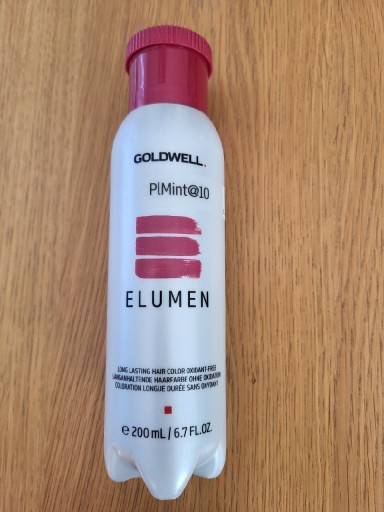 GOLDWELL.
P|Mint@10
ELUMEN
LONG LASTING HAIR COLOR OXIDANT-FREE
LANGANHALTENDE HAARFARBE OHNE OXIDATION
COLORATION LONGUE DURÉE SANS OXYDANT
e 200 mL / 6.7 FL.OZ.